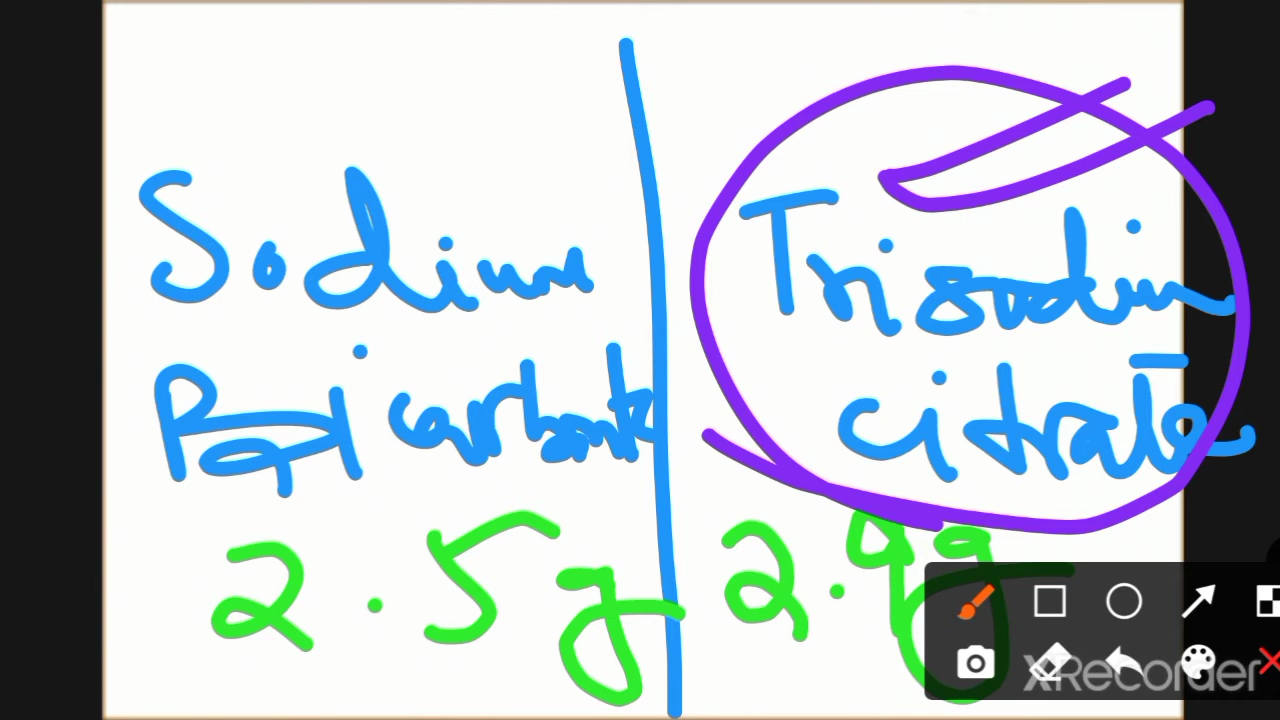 Sodium
Bicarbonate
2.5g
Trisodium
citrate
2.9g
XRecorder